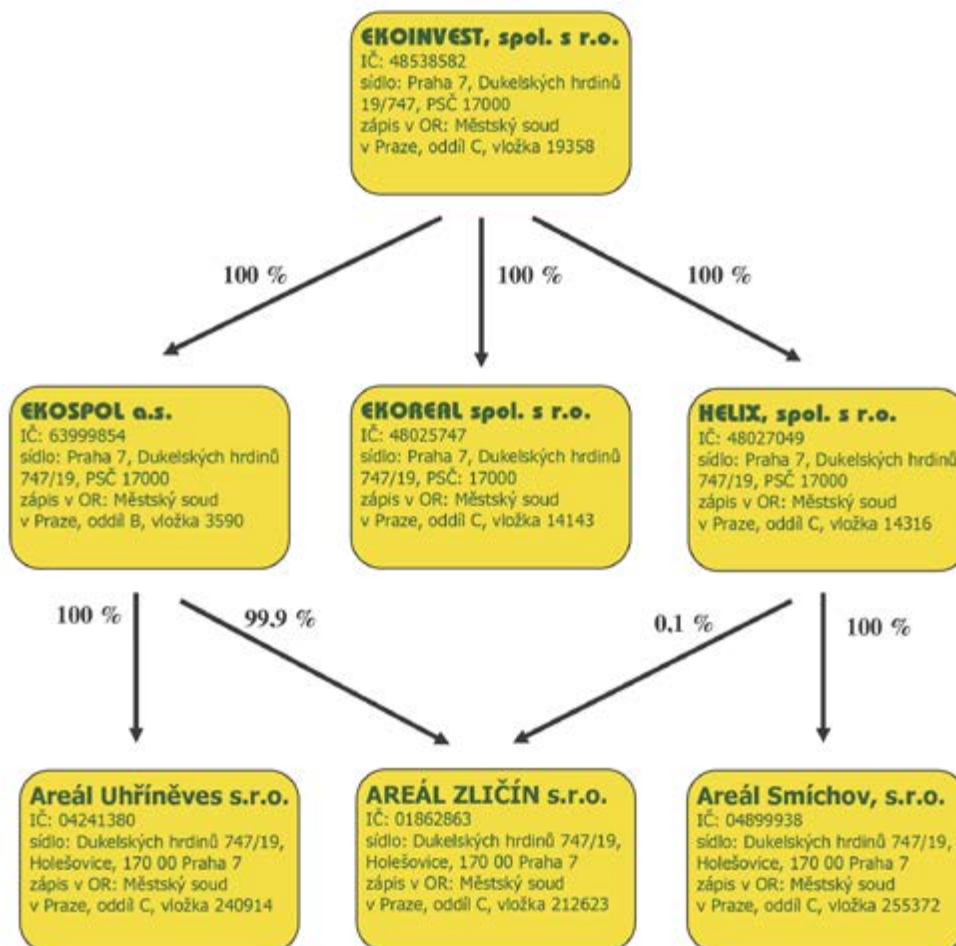 EKOINVEST, spol. s r.o.
IČ: 48538582
sídlo: Praha 7, Dukelských hrdinů
19/747, PSČ 17000
zápis v OR: Městský soud
v Praze, oddíl C, vložka 19358
100 %
100 %
100 %
EKOSPOL a.s.
IČ: 63999854
sídlo: Praha 7, Dukelských hrdinů
747/19, PSČ 17000
zápis v OR: Městský soud
v Praze, oddíl B, vložka 3590
EKOREAL spol. s r.o.
IČ: 48025747
sídlo: Praha 7, Dukelských hrdinů
747/19, PSČ: 17000
zápis v OR: Městský soud
v Praze, oddíl C, vložka 14143
HELIX, spol. s r.o.
IČ: 48027049
sídlo: Praha 7, Dukelských hrdinů
747/19, PSČ 17000
zápis v OR: Městský soud
v Praze, oddíl C, vložka 14316
100 %
99,9 %
0,1 %
100 %
Areál Uhříněves s.r.o.
IČ: 04241380
sídlo: Dukelských hrdinů 747/19,
Holešovice, 170 00 Praha 7
zápis v OR: Městský soud
v Praze, oddíl C, vložka 240914
AREÁL ZLIČÍN s.r.o.
IČ: 01862863
sídlo: Dukelských hrdinů 747/19,
Holešovice, 170 00 Praha 7
zápis v OR: Městský soud
v Praze, oddíl C, vložka 212623
Areál Smíchov, s.r.o.
IČ: 04899938
sídlo: Dukelských hrdinů 747/19,
Holešovice, 170 00 Praha 7
zápis v OR: Městský soud
v Praze, oddíl C, vložka 255372